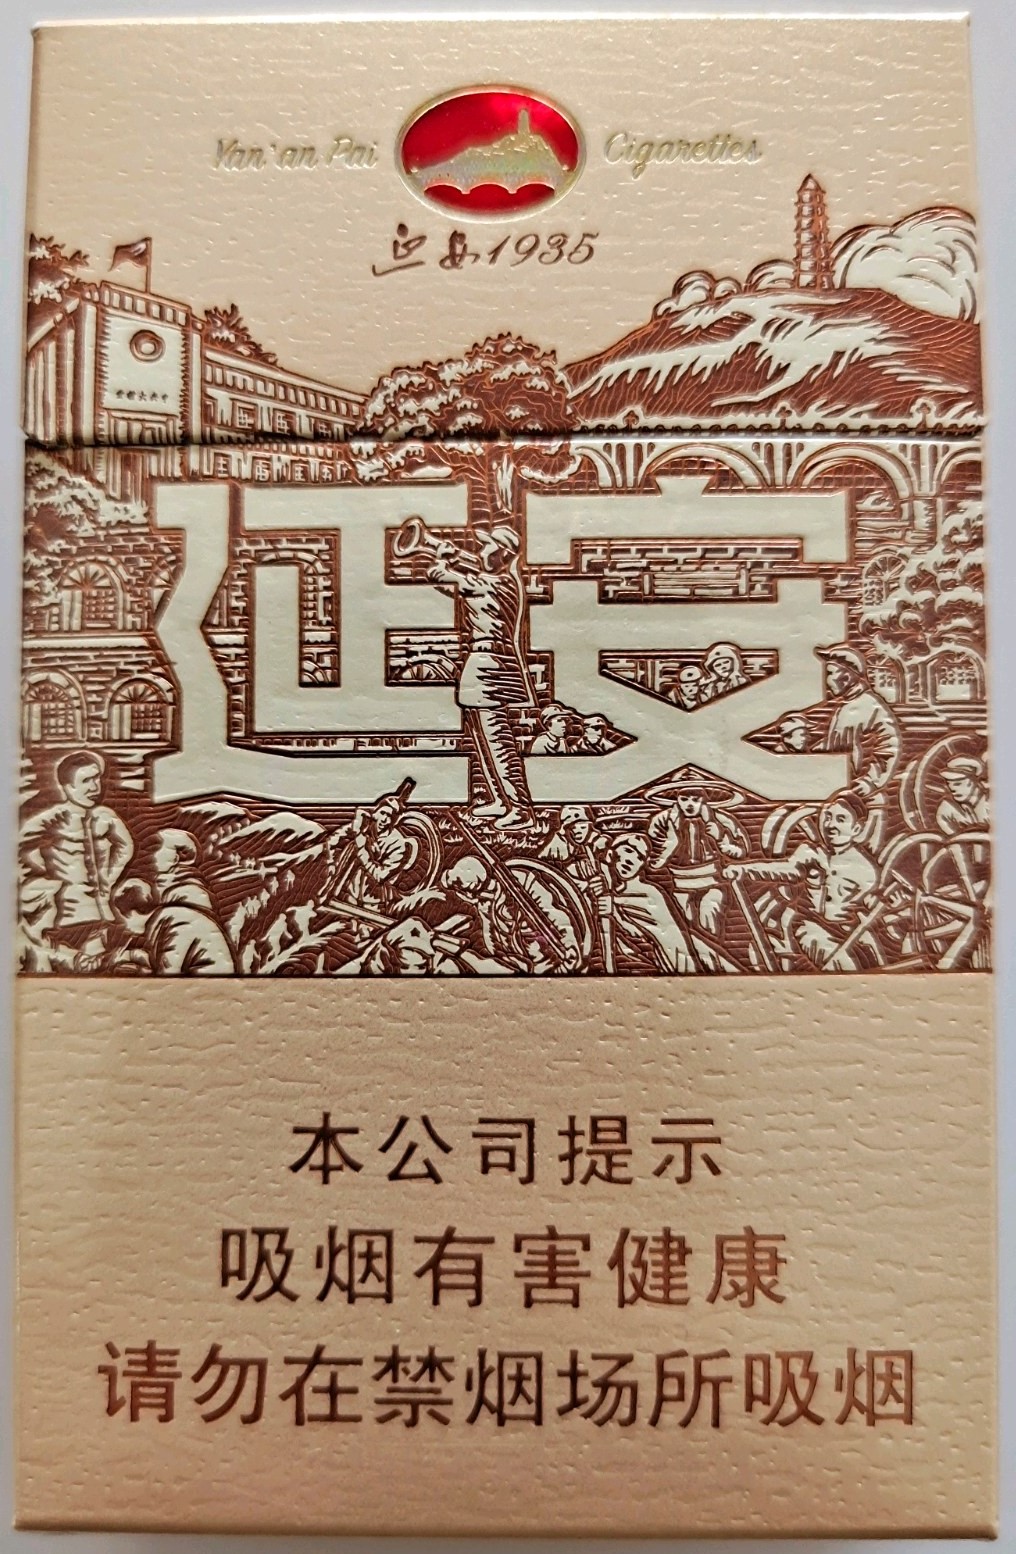 Yan'an Pai Cigarettes
延安1935
延安
本公司提示
吸烟有害健康
请勿在禁烟场所吸烟